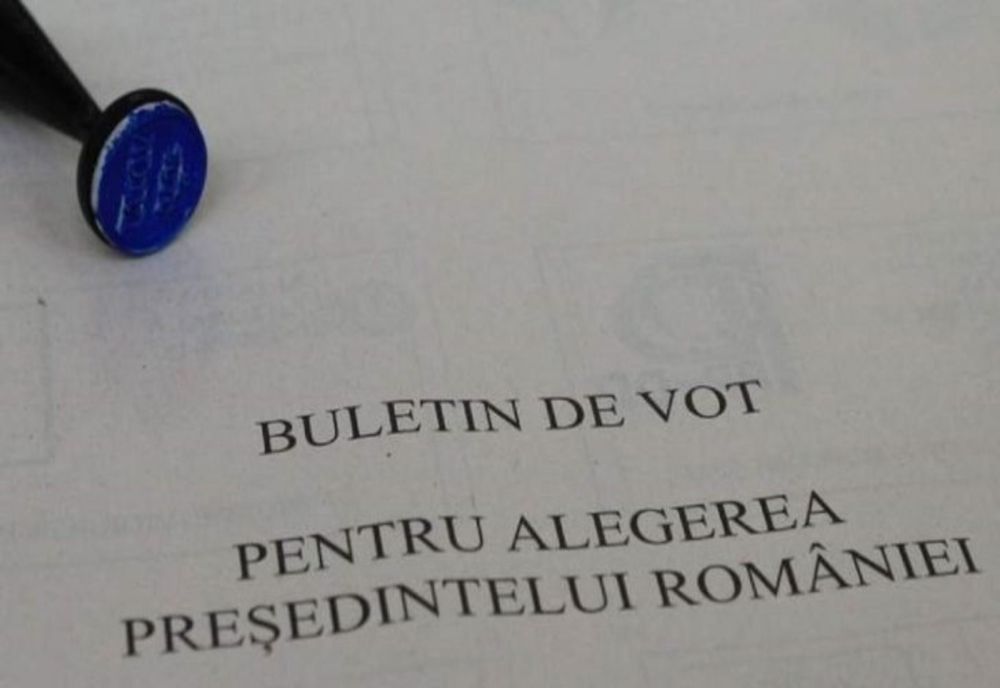 BULETIN DE VOT
PENTRU ALEGEREA
PREŞEDINTELUI ROMÂNIEI